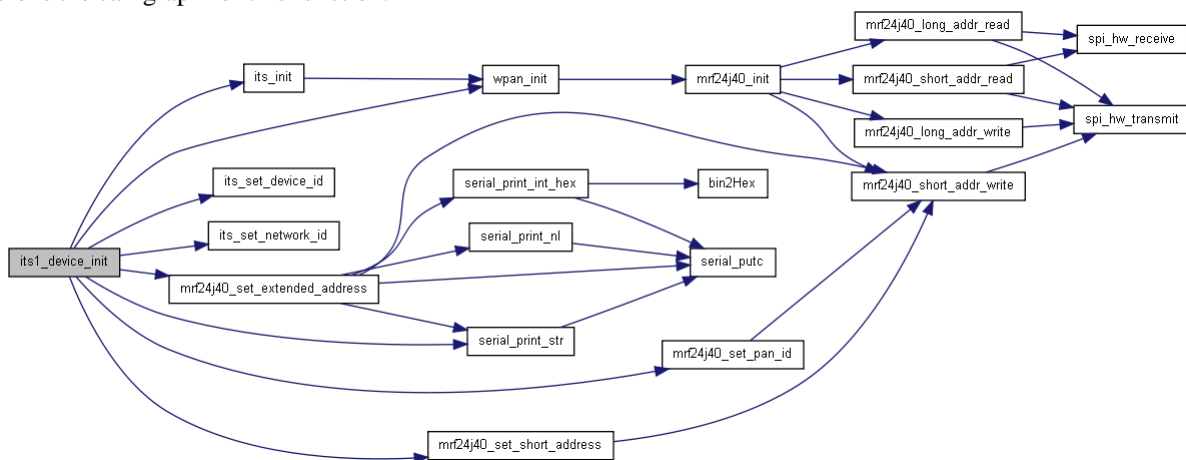 mrf24j40_long_addr_read
spi_hw_receive
its_init
wpan_init
mrf24j40_init
mrf24j40_short_addr_read
spi_hw_transmit
mrf24j40_long_addr_write
its_set_device_id
serial_print_int_hex
bin2Hex
mrf24j40_short_addr_write
its_set_network_id
serial_print_nl
its1_device_init
serial_putc
mrf24j40_set_extended_address
serial_print_str
mrf24j40_set_pan_id
mrf24j40_set_short_address